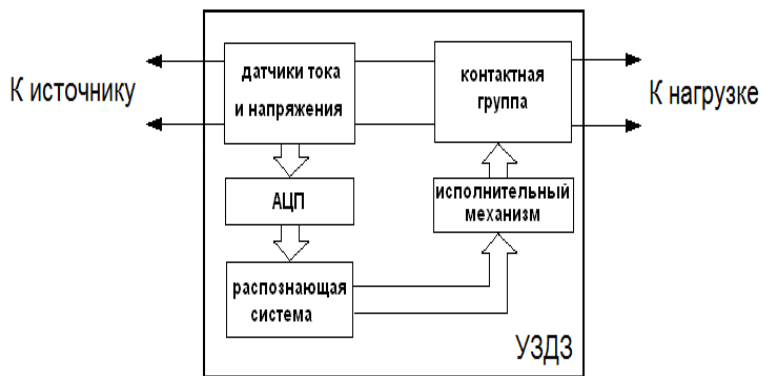 К источнику
датчики тока
и напряжения
контактная
группа
К нагрузке
АЦП
исполнительный
механизм
распознающая
система
УЗДЗ